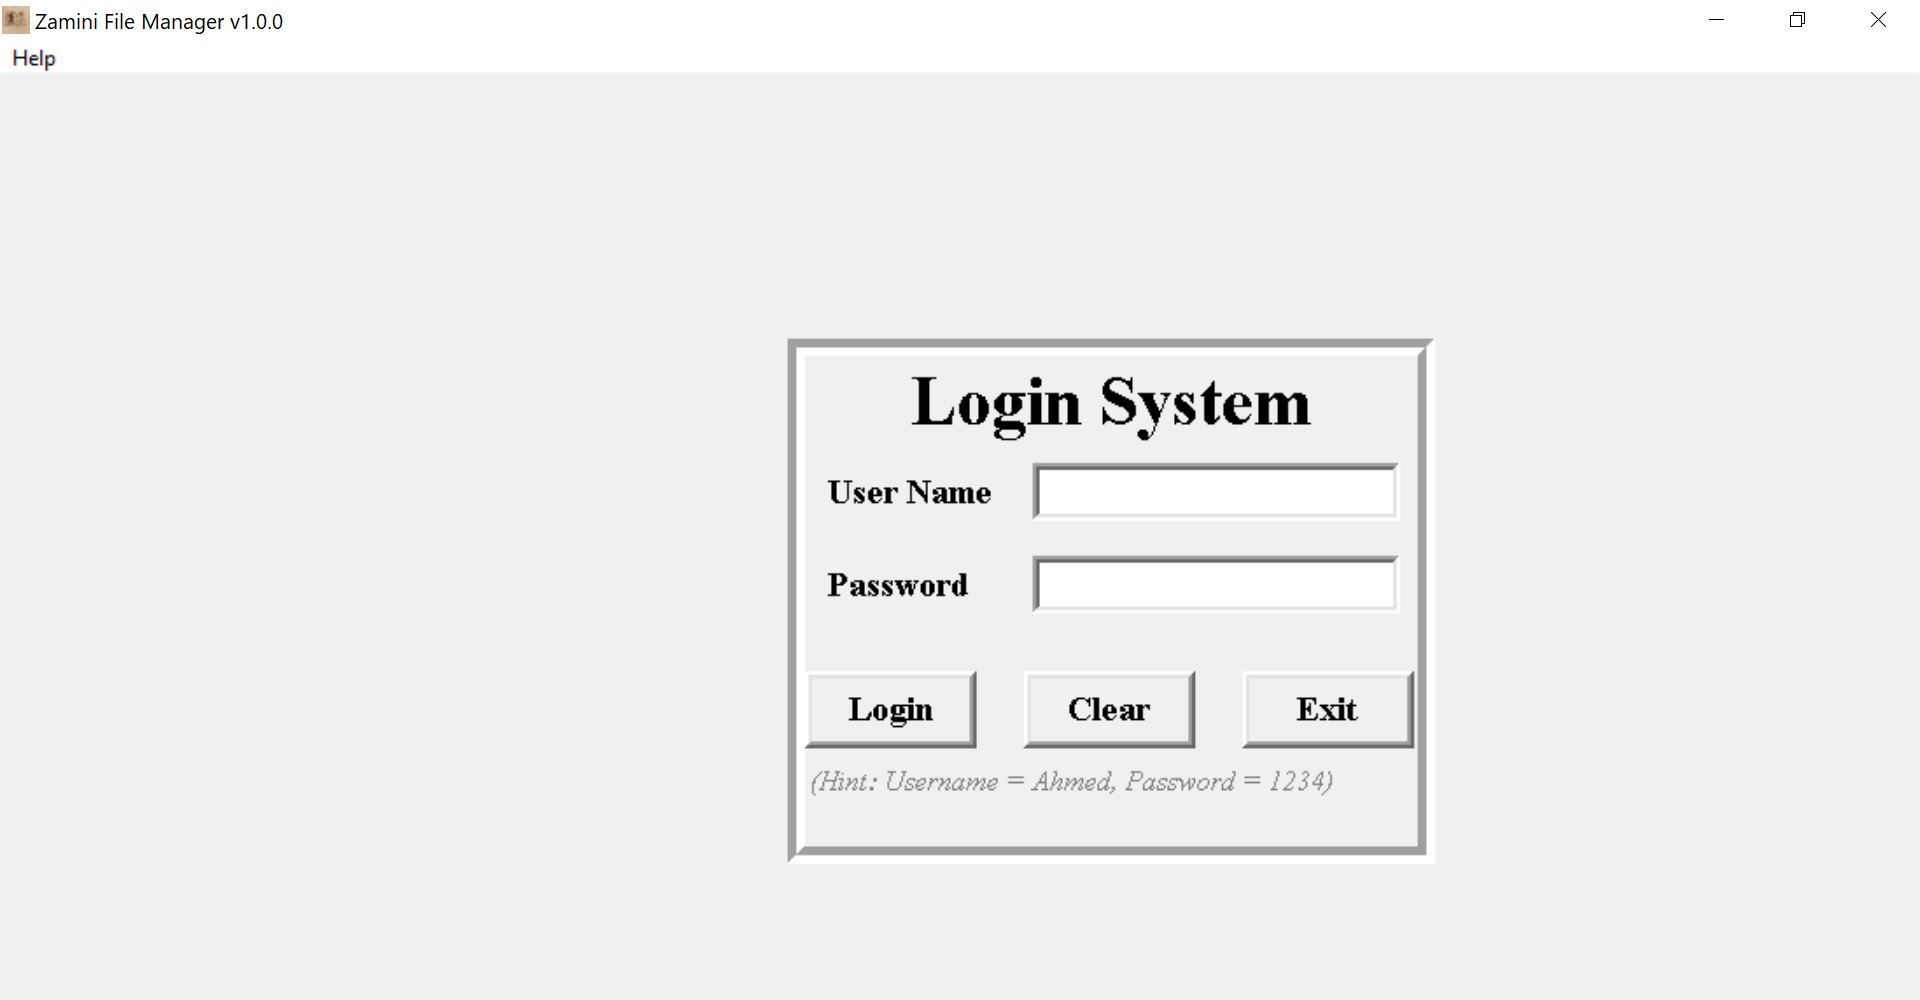 Zamini File Manager v1.0.0
Help
Login System
User Name
Password
Login Clear Exit
(Hint: Username = Ahmed, Password = 1234)